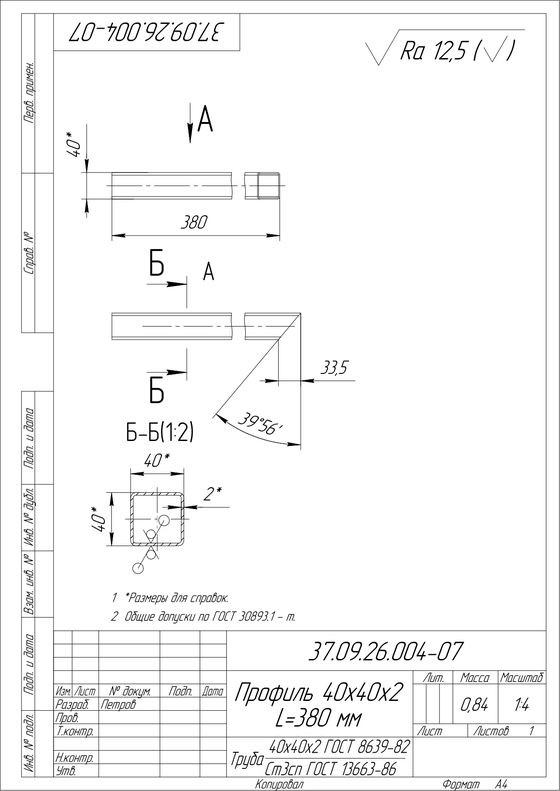 37.09.26.004-07
Ra 12,5 (√)
Перв. примен.
Справ. №
Подп. и дата
Инв. № дубл.
Взам. инв. №
Подп. и дата
Инв. № подл.
А
40*
380
Б
А
Б
33,5
39°56'
Б-Б(1:2)
40*
2*
40*
1 *Размеры для справок.
2 Общие допуски по ГОСТ 30893.1 - m.
37.09.26.004-07
Изм. Лист № докум. Подп. Дата
Разраб. Петров
Пров.
Т.контр.
Н.контр.
Утв.
Профиль 40x40x2
L=380 мм
Лит. Масса Масштаб
0,84 1:4
Лист Листов 1
Труба 40x40x2 ГОСТ 8639-82
Ст3сп ГОСТ 13663-86
Копировал Формат А4